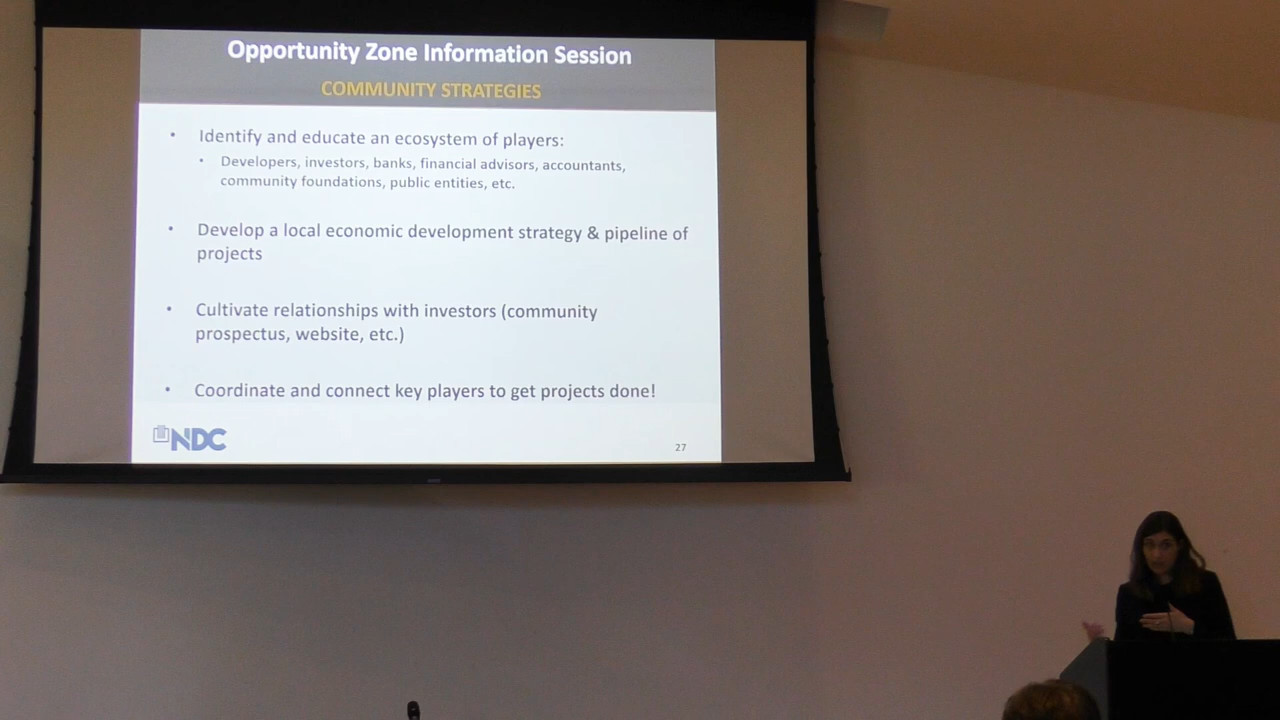 Opportunity Zone Information Session
COMMUNITY STRATEGIES
• Identify and educate an ecosystem of players:
• Developers, investors, banks, financial advisors, accountants,
community foundations, public entities, etc.
• Develop a local economic development strategy & pipeline of
projects
• Cultivate relationships with investors (community
prospectus, website, etc.)
• Coordinate and connect key players to get projects done!
NDC
27